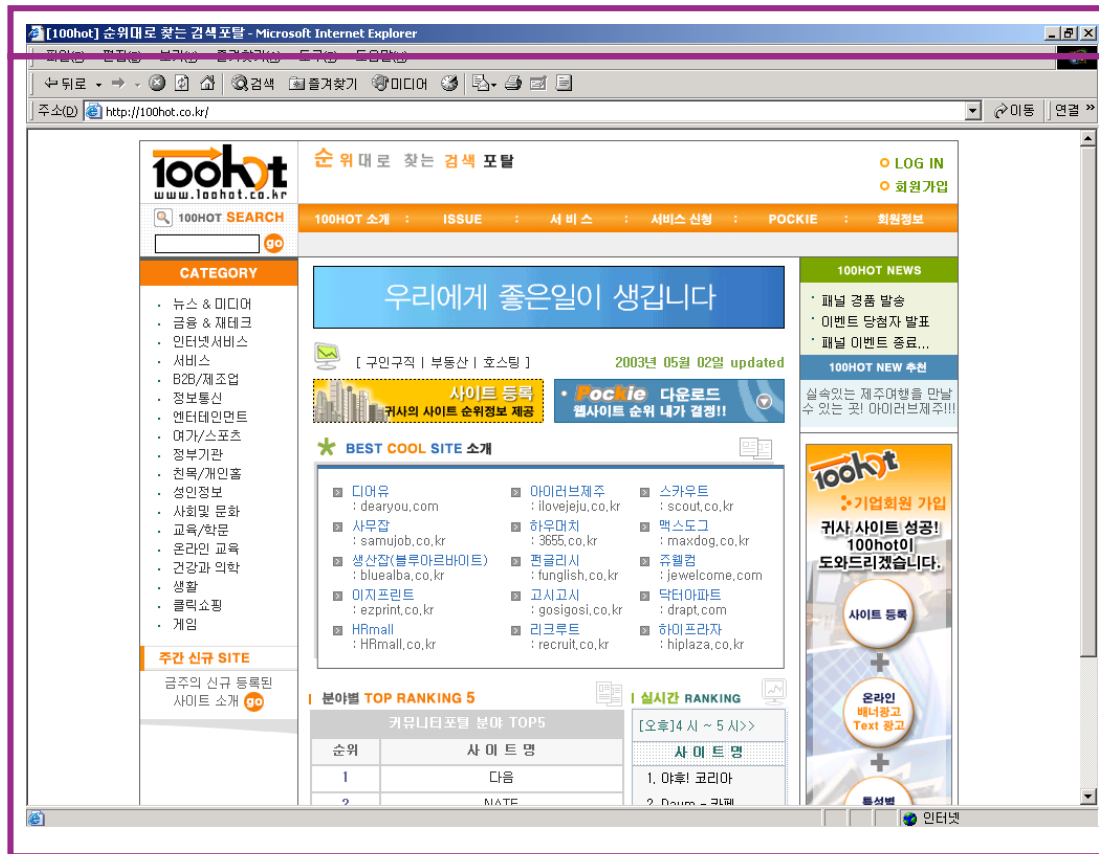 [100hot] 순위대로 찾는 검색포탈 - Microsoft Internet Explorer
뒤로 검색 즐겨찾기 미디어
주소(D) http://100hot.co.kr/ 이동 연결 »
100hot
www.100hot.co.kr
순위대로 찾는 검색 포탈
LOG IN
회원가입
100HOT SEARCH
go
100HOT 소개 : ISSUE : 서비스 : 서비스 신청 : POCKIE : 회원정보
CATEGORY
뉴스 & 미디어
금융 & 재테크
인터넷서비스
서비스
B2B/제조업
정보통신
엔터테인먼트
여가/스포츠
정부기관
친목/개인홈
성인정보
사회및 문화
교육/학문
온라인 교육
건강과 의학
생활
클릭쇼핑
게임
주간 신규 SITE
금주의 신규 등록된
사이트 소개 go
우리에게 좋은일이 생깁니다
[ 구인구직 | 부동산 | 호스팅 ] 2003년 05월 02일 updated
사이트 등록
귀사의 사이트 순위정보 제공
Pockie 다운로드
웹사이트 순위 내가 결정!!
BEST COOL SITE 소개
디어유
: dearyou.com
아이러브제주
: ilovejeju.co.kr
스카우트
: scout.co.kr
사무잡
: samujob.co.kr
하우머치
: 3655.co.kr
맥스도그
: maxdog.co.kr
생산잡(블루아르바이트)
: bluealba.co.kr
펀글리시
: funglish.co.kr
쥬웰컴
: jewelcome.com
이지프린트
: ezprint.co.kr
고시고시
: gosigosi.co.kr
닥터아파트
: drapt.com
HRmall
: HRmall.co.kr
리크루트
: recruit.co.kr
하이프라자
: hiplaza.co.kr
분야별 TOP RANKING 5
커뮤니티포털 분야 TOP5
순위 사 이 트 명
1 다음
2 NATE
실시간 RANKING
[오후]4 시 ~ 5 시>>
사 이 트 명
1. 야후! 코리아
2. Daum - 카페
100HOT NEWS
패널 경품 발송
이벤트 당첨자 발표
패널 이벤트 종료...
100HOT NEW 추천
실속있는 제주여행을 만날
수 있는 곳! 아이러브제주!!!
100hot
기업회원 가입
귀사 사이트 성공!
100hot이
도와드리겠습니다.
사이트 등록
온라인
배너광고
Text 광고
특성별
인터넷